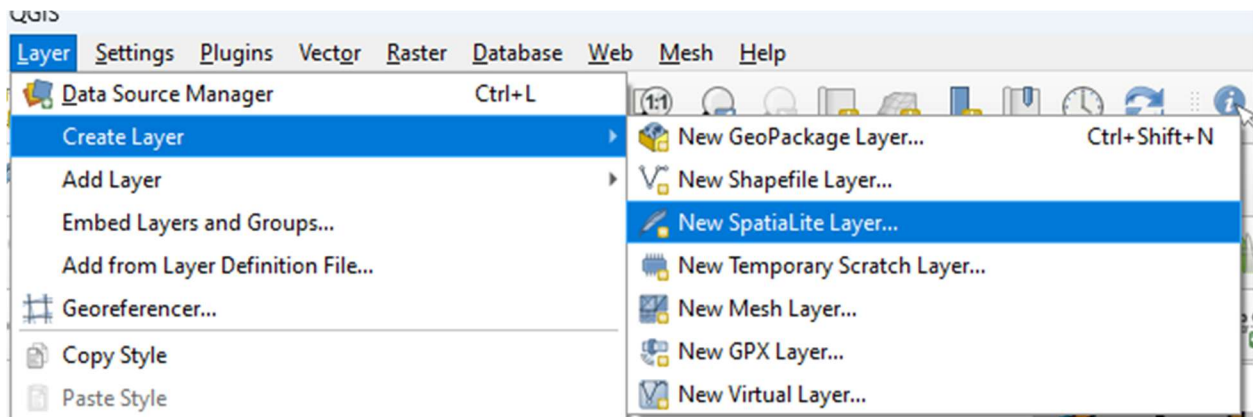 QGIS
Layer Settings Plugins Vector Raster Database Web Mesh Help
Data Source Manager Ctrl+L
Create Layer
Add Layer
Embed Layers and Groups...
Add from Layer Definition File...
Georeferencer...
Copy Style
Paste Style
1:1
New GeoPackage Layer... Ctrl+Shift+N
New Shapefile Layer...
New SpatiaLite Layer...
New Temporary Scratch Layer...
New Mesh Layer...
New GPX Layer...
New Virtual Layer...